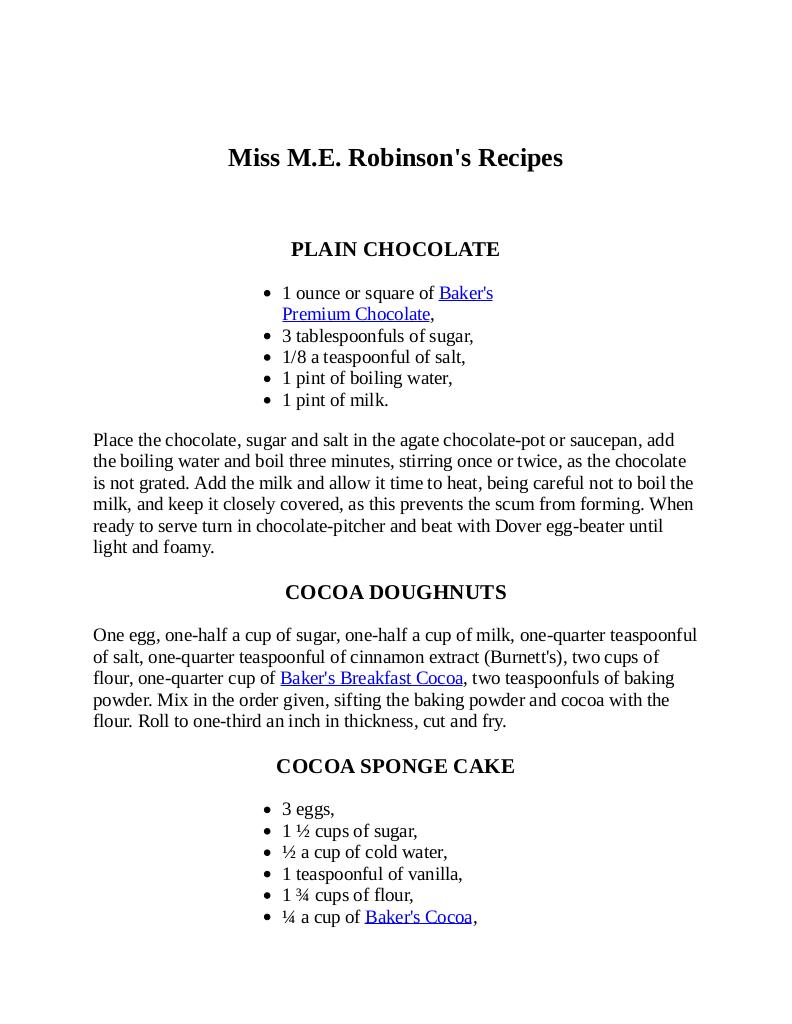 Miss M.E. Robinson's Recipes
PLAIN CHOCOLATE
• 1 ounce or square of Baker's
Premium Chocolate,
• 3 tablespoonfuls of sugar,
• 1/8 a teaspoonful of salt,
• 1 pint of boiling water,
• 1 pint of milk.
Place the chocolate, sugar and salt in the agate chocolate-pot or saucepan, add
the boiling water and boil three minutes, stirring once or twice, as the chocolate
is not grated. Add the milk and allow it time to heat, being careful not to boil the
milk, and keep it closely covered, as this prevents the scum from forming. When
ready to serve turn in chocolate-pitcher and beat with Dover egg-beater until
light and foamy.
COCOA DOUGHNUTS
One egg, one-half a cup of sugar, one-half a cup of milk, one-quarter teaspoonful
of salt, one-quarter teaspoonful of cinnamon extract (Burnett's), two cups of
flour, one-quarter cup of Baker's Breakfast Cocoa, two teaspoonfuls of baking
powder. Mix in the order given, sifting the baking powder and cocoa with the
flour. Roll to one-third an inch in thickness, cut and fry.
COCOA SPONGE CAKE
• 3 eggs,
• 1 ½ cups of sugar,
• ½ a cup of cold water,
• 1 teaspoonful of vanilla,
• 1 ¾ cups of flour,
• ¼ a cup of Baker's Cocoa,